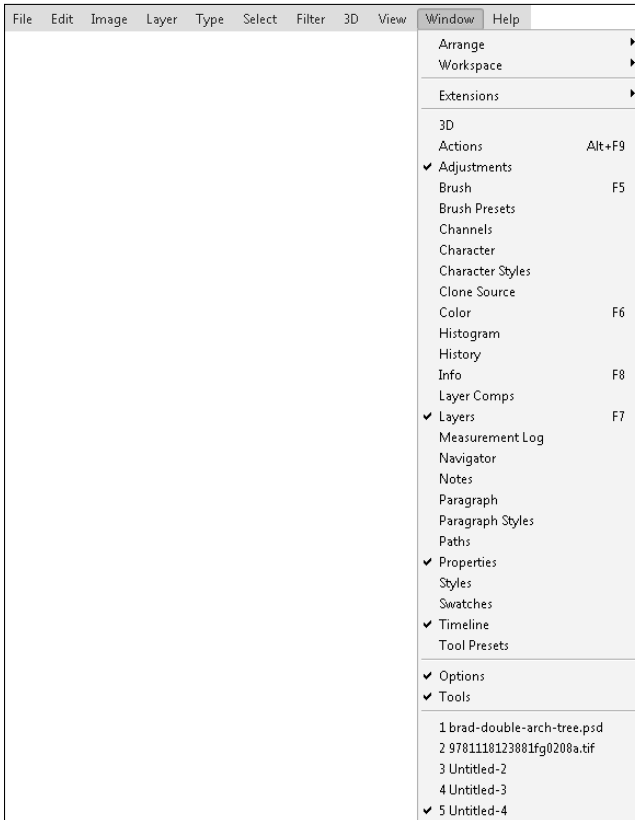 File Edit Image Layer Type Select Filter 3D View Window Help
Arrange
Workspace
Extensions
3D
Actions Alt+F9
Adjustments
Brush F5
Brush Presets
Channels
Character
Character Styles
Clone Source
Color F6
Histogram
History
Info F8
Layer Comps
Layers F7
Measurement Log
Navigator
Notes
Paragraph
Paragraph Styles
Paths
Properties
Styles
Swatches
Timeline
Tool Presets
Options
Tools
1 brad-double-arch-tree.psd
2 9781118123881fg0208a.tif
3 Untitled-2
4 Untitled-3
5 Untitled-4